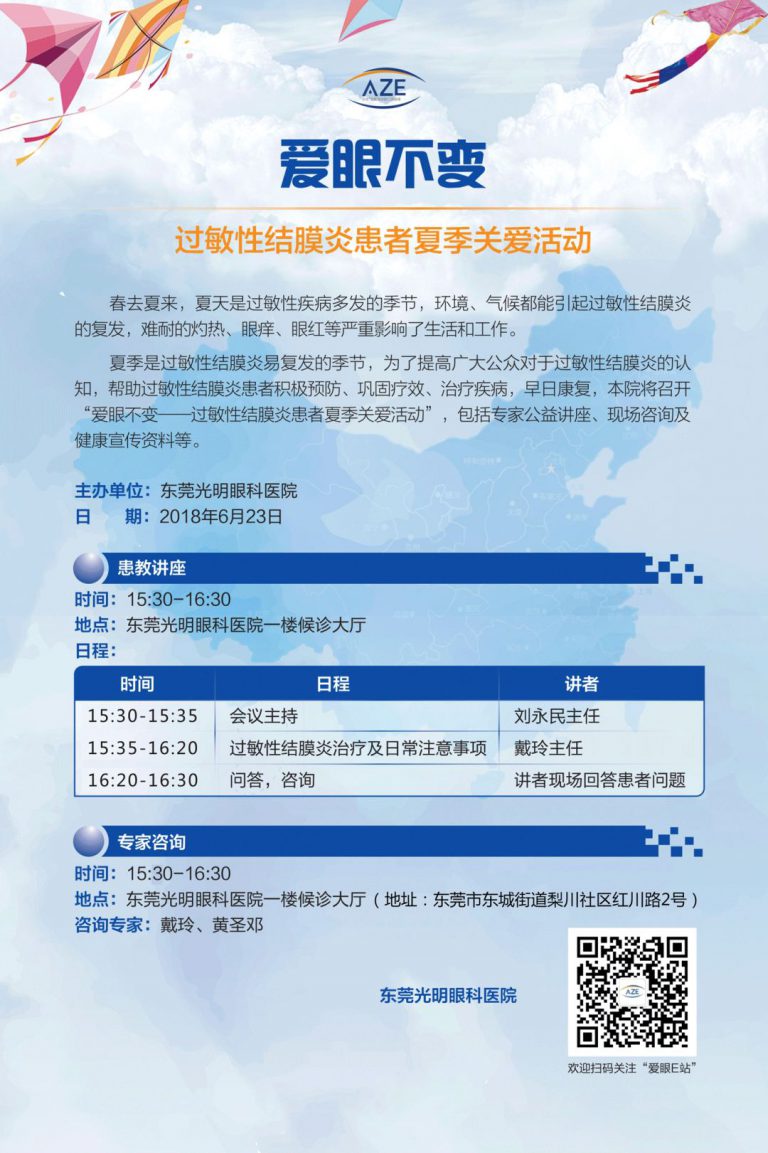 AZE
爱眼不变
过敏性结膜炎患者夏季关爱活动
春去夏来，夏天是过敏性疾病多发的季节，环境、气候都能引起过敏性结膜炎
的复发，难耐的灼热、眼痒、眼红等严重影响了生活和工作。
夏季是过敏性结膜炎易复发的季节，为了提高广大公众对于过敏性结膜炎的认
知，帮助过敏性结膜炎患者积极预防、巩固疗效、治疗疾病，早日康复，本院将召开
“爱眼不变——过敏性结膜炎患者夏季关爱活动”，包括专家公益讲座、现场咨询及
健康宣传资料等。
主办单位：东莞光明眼科医院
日 期：2018年6月23日
患教讲座
时间：15:30-16:30
地点：东莞光明眼科医院一楼候诊大厅
日程：
时间 日程 讲者
15:30-15:35 会议主持 刘永民主任
15:35-16:20 过敏性结膜炎治疗及日常注意事项 戴玲主任
16:20-16:30 问答，咨询 讲者现场回答患者问题
专家咨询
时间：15:30-16:30
地点：东莞光明眼科医院一楼候诊大厅（地址：东莞市东城街道梨川社区红川路2号）
咨询专家：戴玲、黄圣邓
东莞光明眼科医院
AZE
欢迎扫码关注“爱眼E站”